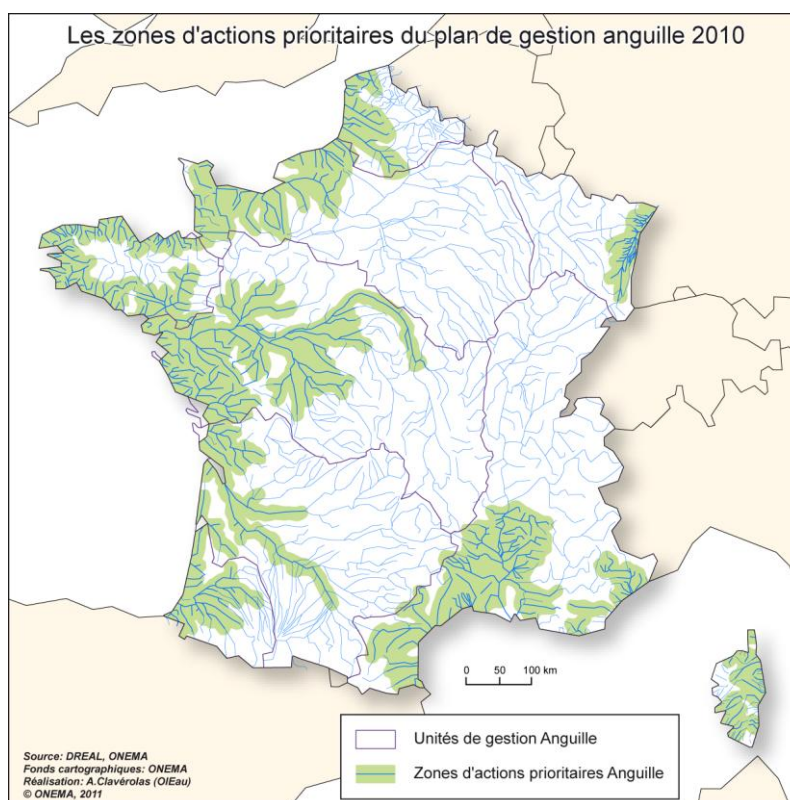 Les zones d'actions prioritaires du plan de gestion anguille 2010
0 50 100 km
Unités de gestion Anguille
Zones d'actions prioritaires Anguille
Source: DREAL, ONEMA
Fonds cartographiques: ONEMA
Réalisation: A.Clavérolas (OIEau)
© ONEMA, 2011